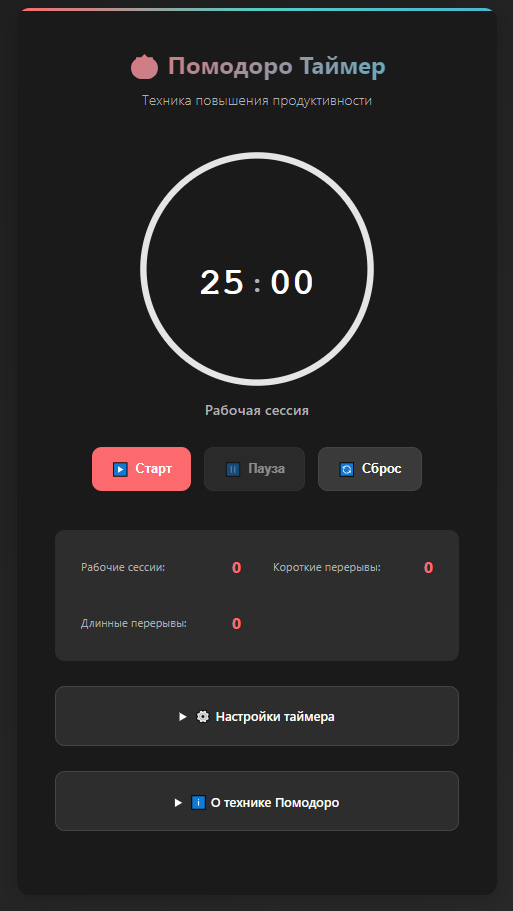 Помодоро Таймер
Техника повышения продуктивности
25:00
Рабочая сессия
Старт Пауза Сброс
Рабочие сессии: 0 Короткие перерывы: 0
Длинные перерывы: 0
Настройки таймера
О технике Помодоро